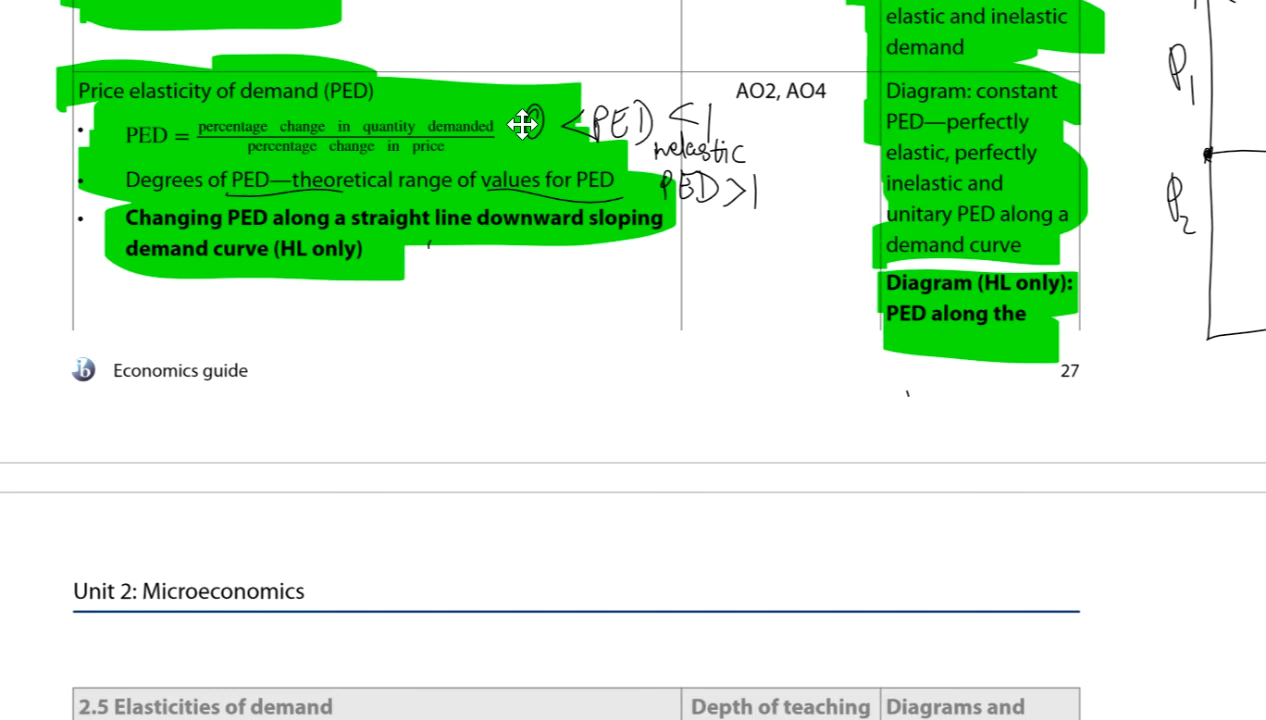 elastic and inelastic
demand
Price elasticity of demand (PED)
• PED = percentage change in quantity demanded
percentage change in price
0 < PED < 1
inelastic
• Degrees of PED—theoretical range of values for PED
PED > 1
• Changing PED along a straight line downward sloping
demand curve (HL only)
AO2, AO4
Diagram: constant
PED—perfectly
elastic, perfectly
inelastic and
unitary PED along a
demand curve
Diagram (HL only):
PED along the
P1
P2
ib Economics guide
27
Unit 2: Microeconomics
2.5 Elasticities of demand
Depth of teaching
Diagrams and